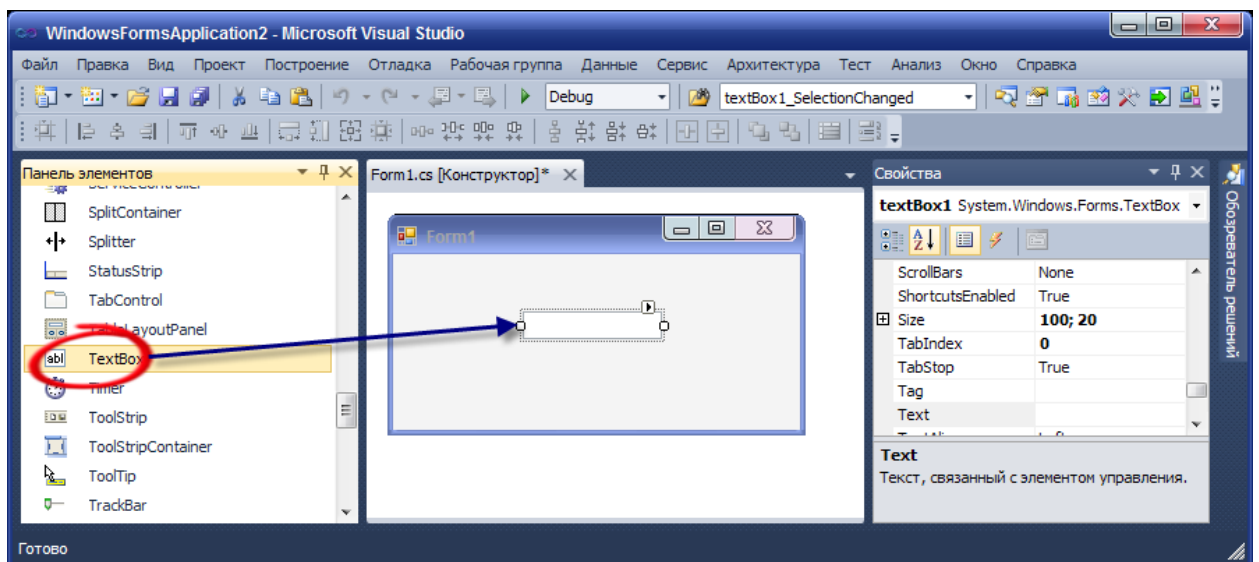 WindowsFormsApplication2 - Microsoft Visual Studio
Файл Правка Вид Проект Построение Отладка Рабочая группа Данные Сервис Архитектура Тест Анализ Окно Справка
Debug textBox1_SelectionChanged
Панель элементов
SplitContainer
Splitter
StatusStrip
TabControl
TableLayoutPanel
abl TextBox
Timer
ToolStrip
ToolStripContainer
ToolTip
TrackBar
Form1.cs [Конструктор]*
Form1
Свойства
textBox1 System.Windows.Forms.TextBox
ScrollBars None
ShortcutsEnabled True
Size 100; 20
TabIndex 0
TabStop True
Tag
Text
Text
Текст, связанный с элементом управления.
Обозреватель решений
Готово